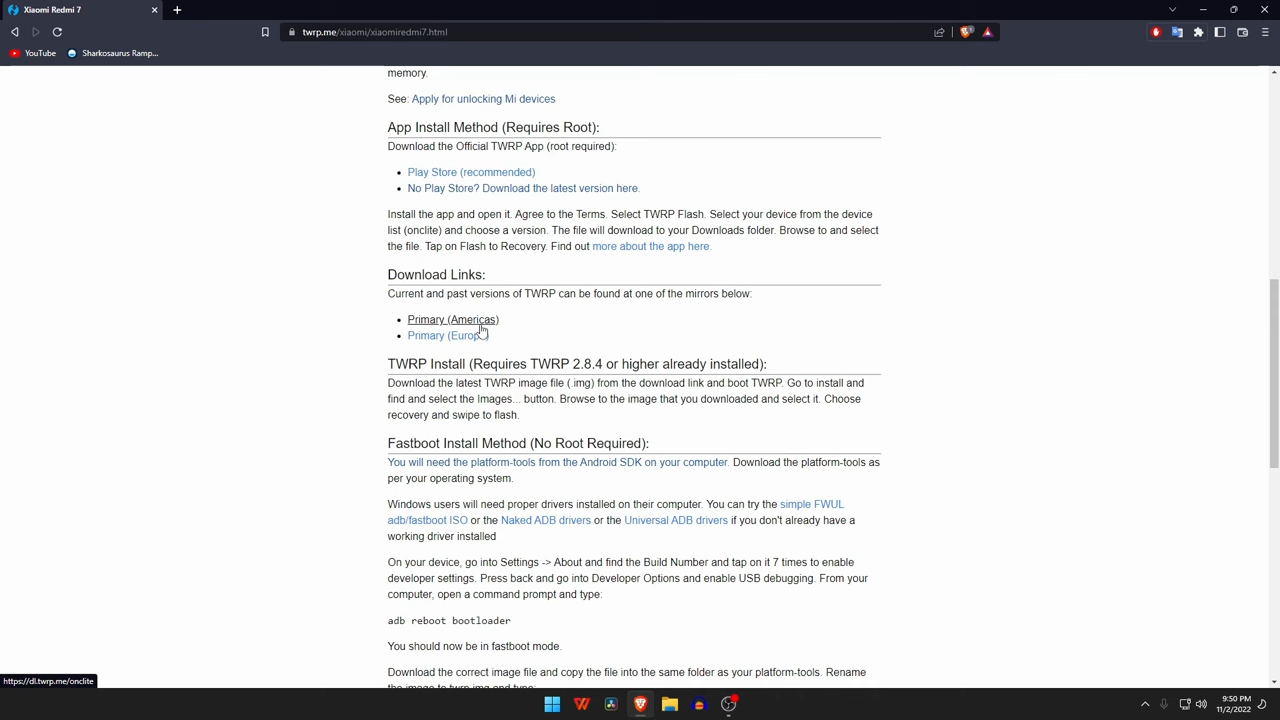 Xiaomi Redmi 7
twrp.me/xiaomi/xiaomiredmi7.html
YouTube
Sharkosaurus Ramp...
memory.
See: Apply for unlocking Mi devices
App Install Method (Requires Root):
Download the Official TWRP App (root required):
Play Store (recommended)
No Play Store? Download the latest version here.
Install the app and open it. Agree to the Terms. Select TWRP Flash. Select your device from the device
list (onclite) and choose a version. The file will download to your Downloads folder. Browse to and select
the file. Tap on Flash to Recovery. Find out more about the app here.
Download Links:
Current and past versions of TWRP can be found at one of the mirrors below:
Primary (Americas)
Primary (Europe)
TWRP Install (Requires TWRP 2.8.4 or higher already installed):
Download the latest TWRP image file (.img) from the download link and boot TWRP. Go to install and
find and select the Images... button. Browse to the image that you downloaded and select it. Choose
recovery and swipe to flash.
Fastboot Install Method (No Root Required):
You will need the platform-tools from the Android SDK on your computer. Download the platform-tools as
per your operating system.
Windows users will need proper drivers installed on their computer. You can try the simple FWUL
adb/fastboot ISO or the Naked ADB drivers or the Universal ADB drivers if you don't already have a
working driver installed
On your device, go into Settings -> About and find the Build Number and tap on it 7 times to enable
developer settings. Press back and go into Developer Options and enable USB debugging. From your
computer, open a command prompt and type:
adb reboot bootloader
You should now be in fastboot mode.
Download the correct image file and copy the file into the same folder as your platform-tools. Rename
the image to twrp.img and type:
https://dl.twrp.me/onclite
9:50 PM
11/2/2022